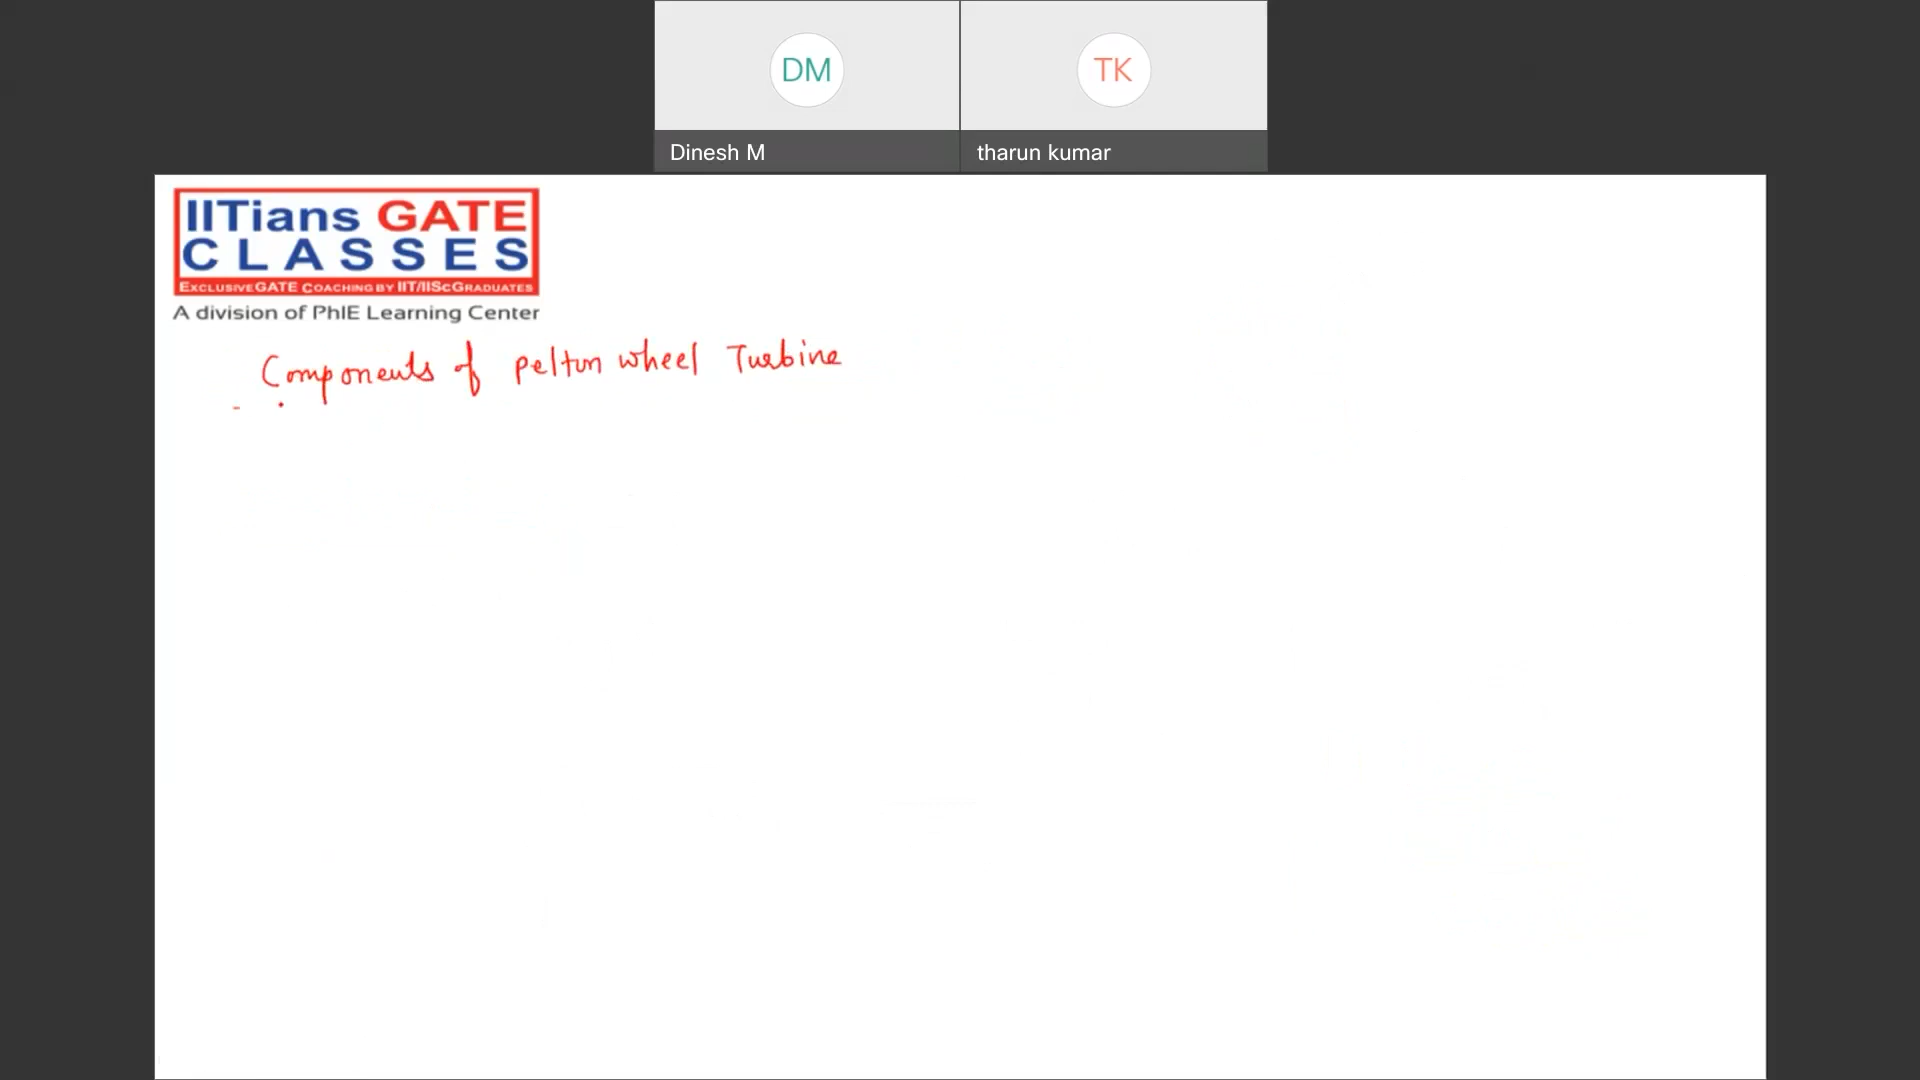 DM
TK
Dinesh M
tharun kumar
IITians GATE
CLASSES
EXCLUSIVE GATE COACHING BY IIT/IISc GRADUATES
A division of PhIE Learning Center
Components of pelton wheel Turbine